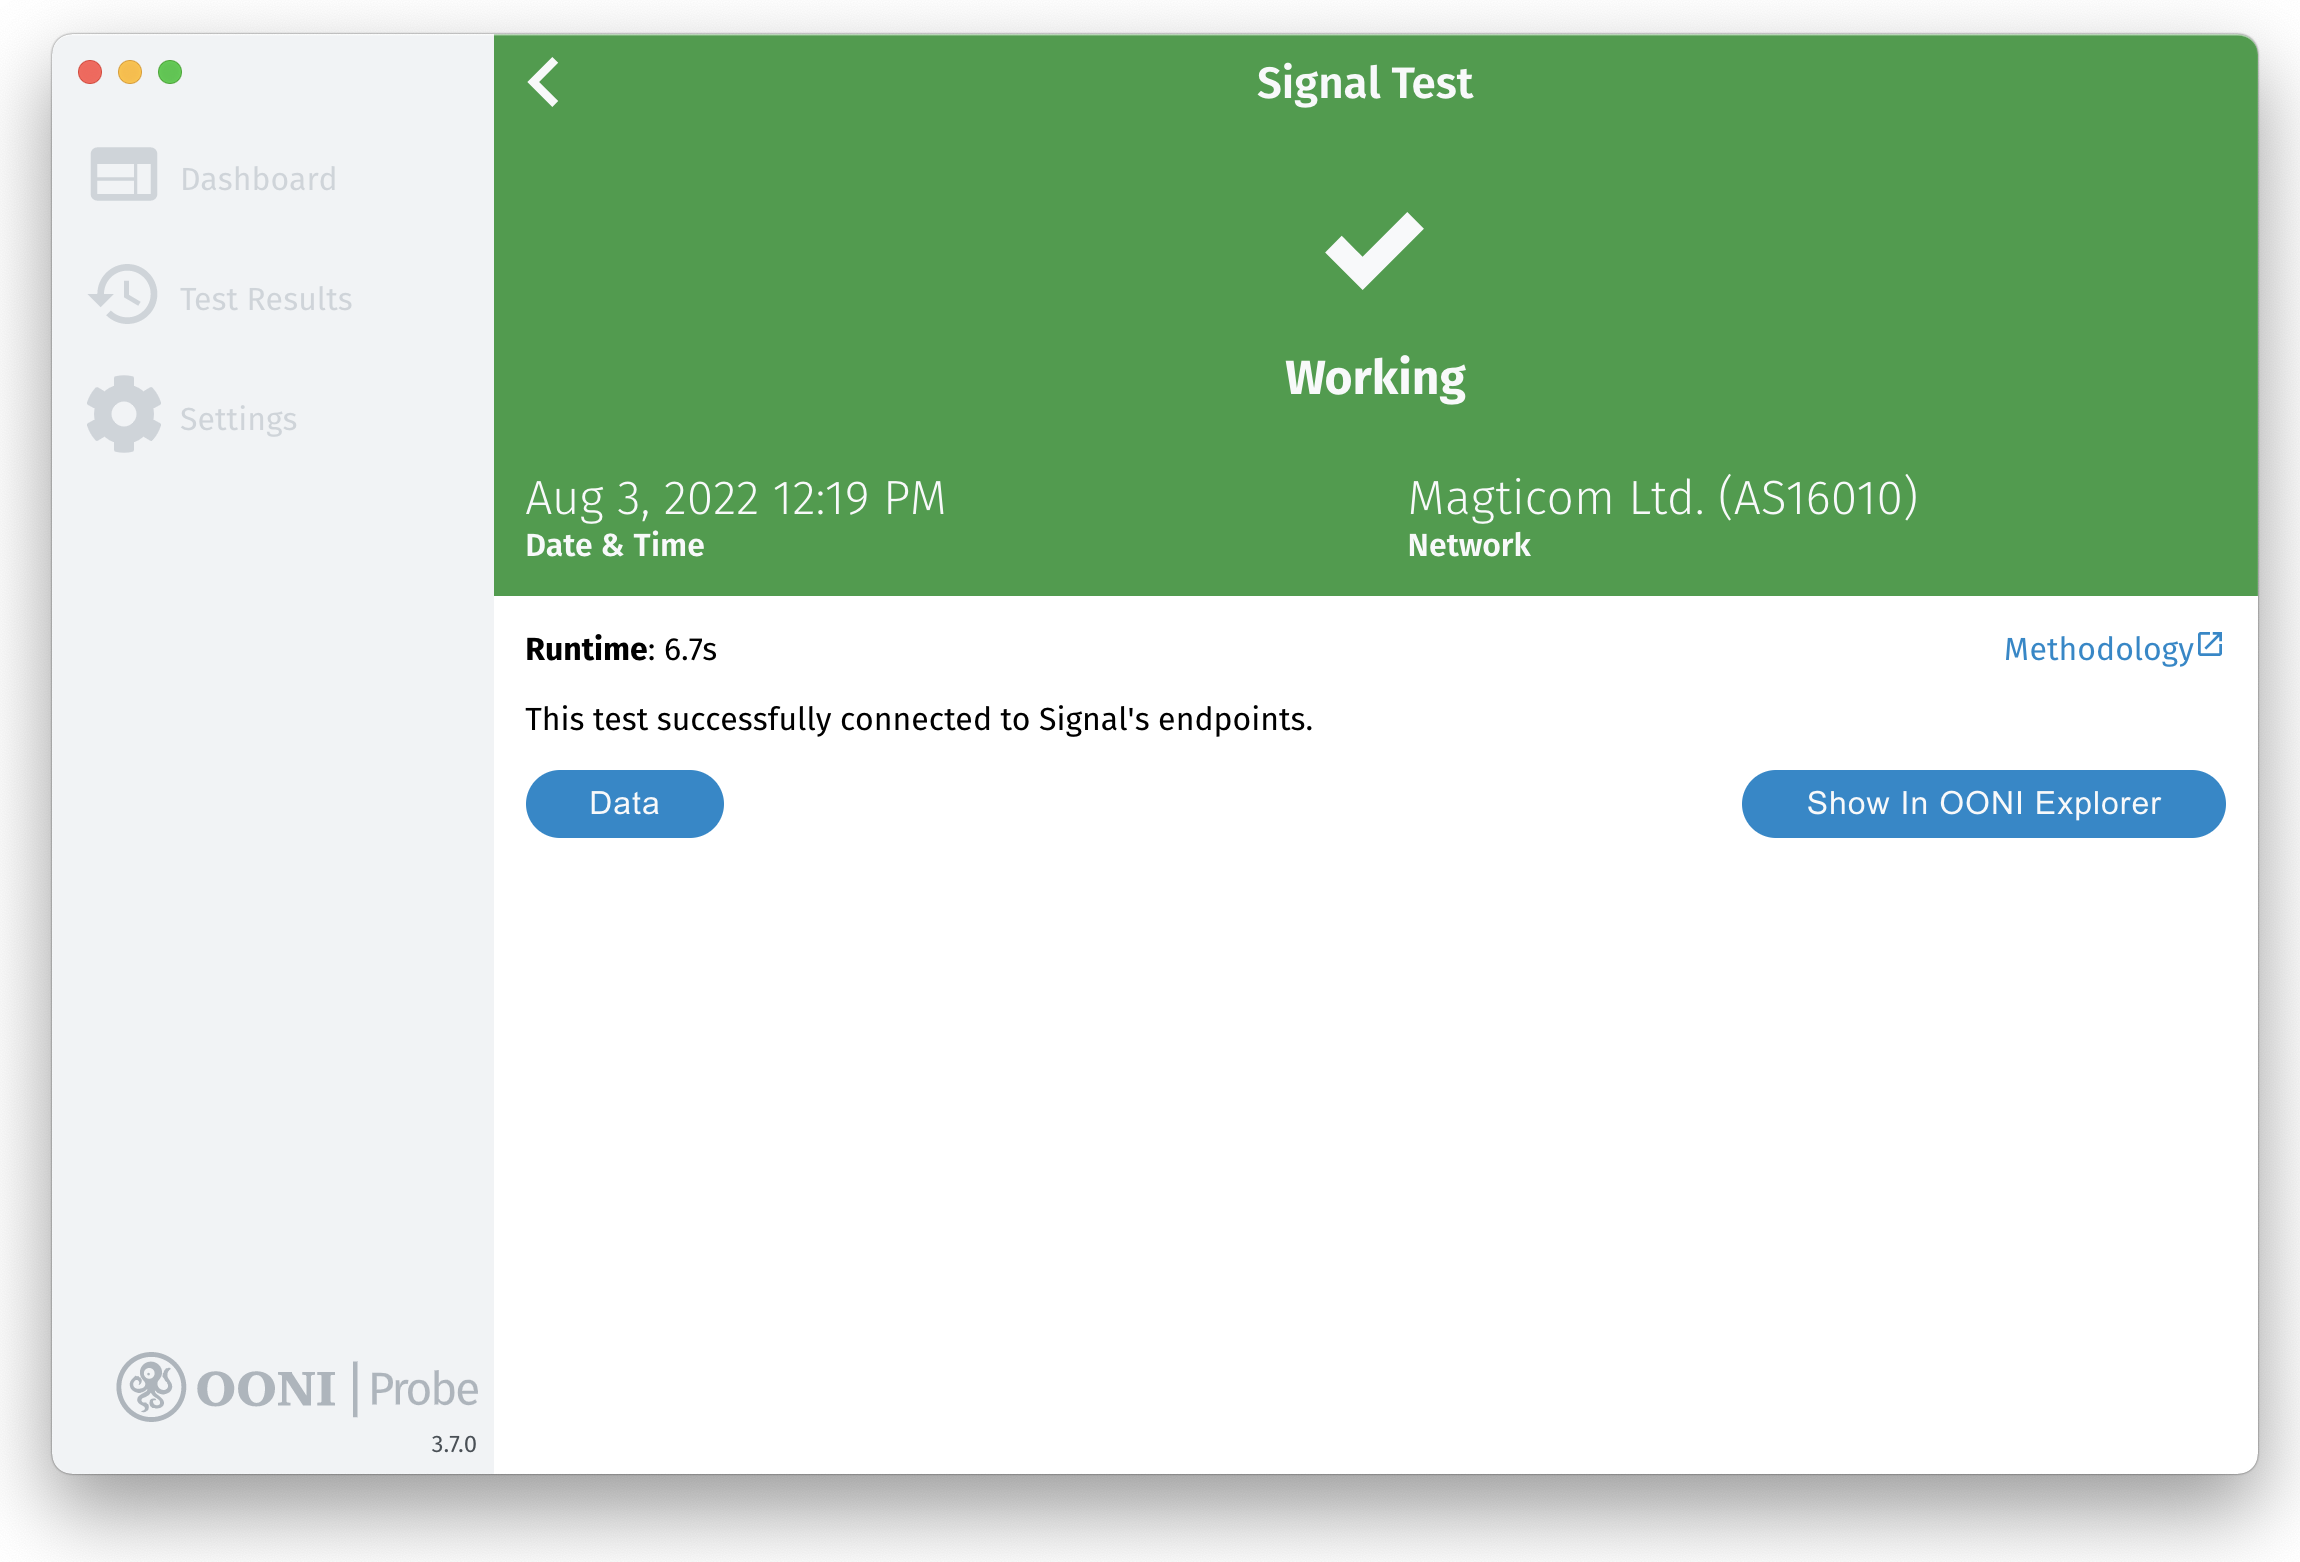 Dashboard
Test Results
Settings
OONI | Probe
3.7.0
Signal Test
Working
Aug 3, 2022 12:19 PM
Date & Time
Magticom Ltd. (AS16010)
Network
Runtime: 6.7s
Methodology
This test successfully connected to Signal's endpoints.
Data
Show In OONI Explorer